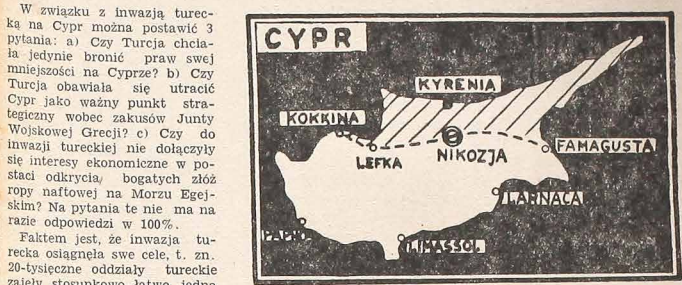 W związku z inwazją turec-
ką na Cypr można postawić 3
pytania: a) Czy Turcja chcia-
ła jedynie bronić praw swej
mniejszości na Cyprze? b) Czy
Turcja obawiała się utracić
Cypr jako ważny punkt stra-
tegiczny wobec zakusów Junty
Wojskowej Grecji? c) Czy do
inwazji tureckiej nie dołączyły
się interesy ekonomiczne w po-
staci odkrycia, bogatych złóż
ropy naftowej na Morzu Egej-
skim? Na pytania te nie ma na
razie odpowiedzi w 100%.
Faktem jest, że inwazja tu-
recka osiągnęła swe cele, t. zn.
20-tysięczne oddziały tureckie
zajęły stosunkowo łatwo jedną
CYPR
KYRENIA
KOKKINA
LEFKA
NIKOZJA
FAMAGUSTA
LARNACA
LIMASSOL